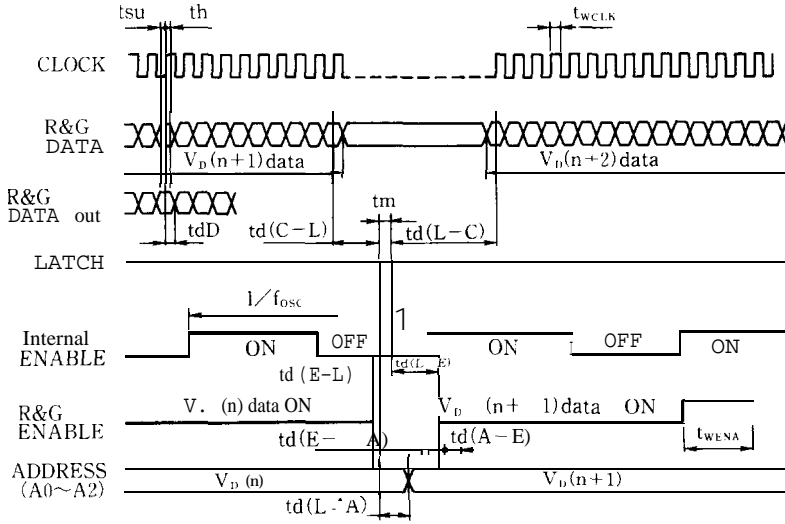 tsu th tWCLK
CLOCK
R&G
DATA
VD(n+1)data VD(n+2)data
R&G
DATA out
tm
tdD td(C-L) td(L-C)
LATCH
1/fosc
Internal
ENABLE
ON OFF ON OFF ON
td(E-L) td(L E)
R&G
ENABLE
V. (n) data ON VD (n+ 1)data ON
tWENA
td(E- A) td(A-E)
ADDRESS
(A0~A2)
VD(n) VD(n+1)
td(L-A)